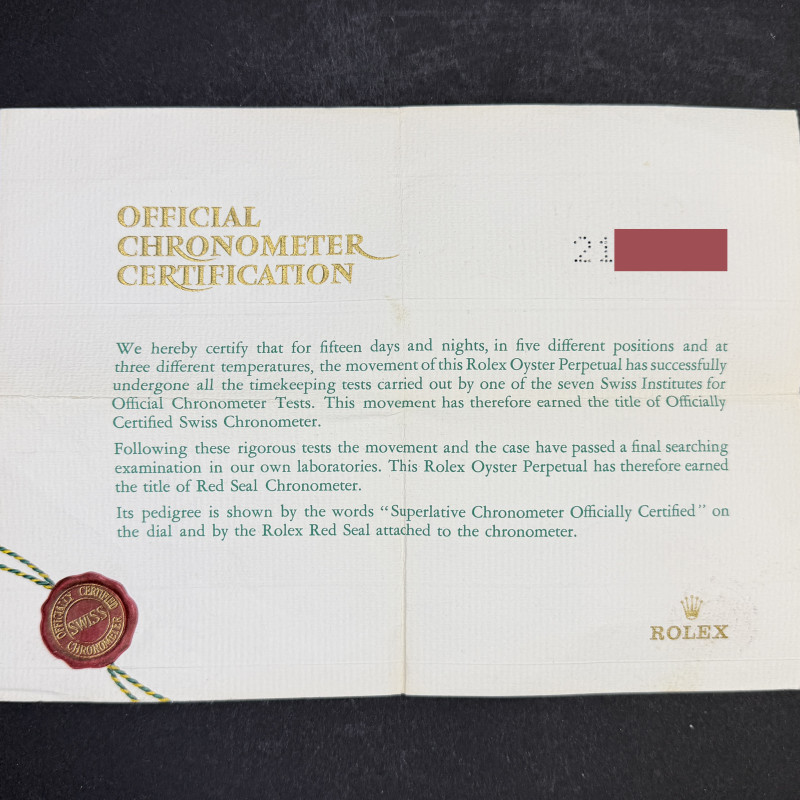 OFFICIAL
CHRONOMETER
CERTIFICATION
21
We hereby certify that for fifteen days and nights, in five different positions and at
three different temperatures, the movement of this Rolex Oyster Perpetual has successfully
undergone all the timekeeping tests carried out by one of the seven Swiss Institutes for
Official Chronometer Tests. This movement has therefore earned the title of Officially
Certified Swiss Chronometer.
Following these rigorous tests the movement and the case have passed a final searching
examination in our own laboratories. This Rolex Oyster Perpetual has therefore earned
the title of Red Seal Chronometer.
Its pedigree is shown by the words “Superlative Chronometer Officially Certified” on
the dial and by the Rolex Red Seal attached to the chronometer.
OFFICIALLY CERTIFIED
SWISS
CHRONOMETER
ROLEX